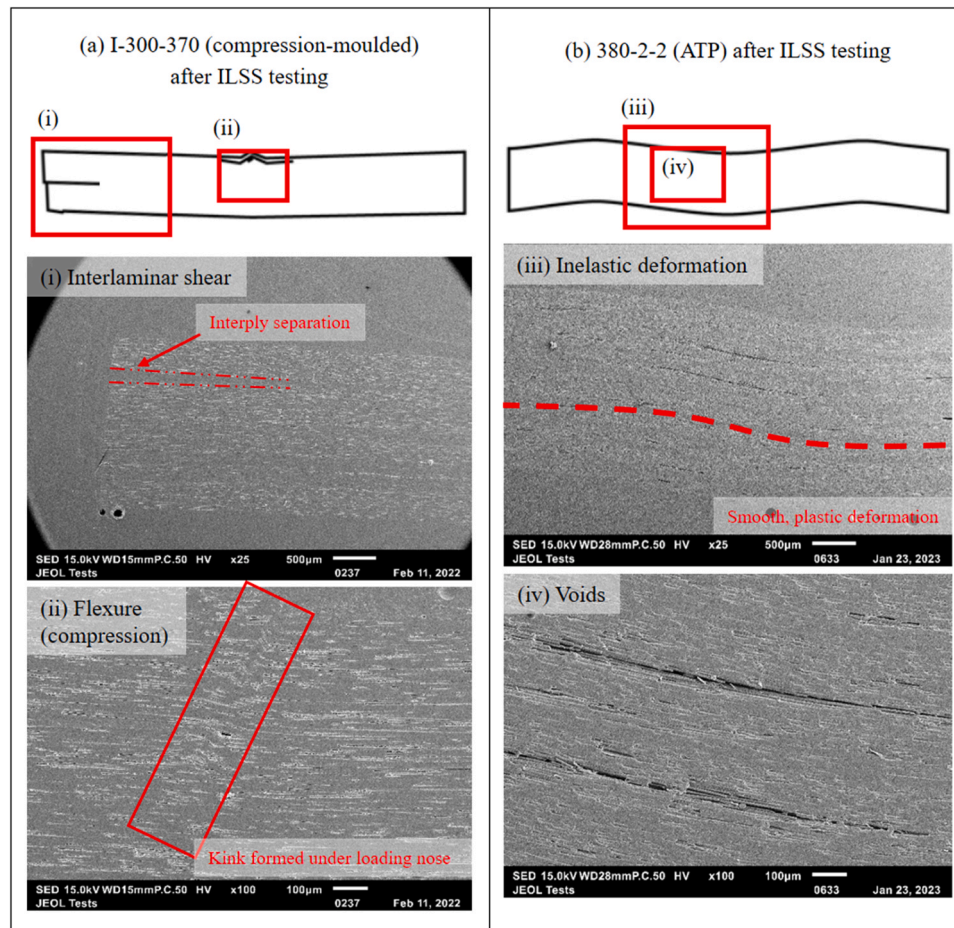 (a) I-300-370 (compression-moulded)
after ILSS testing
(i)
(ii)
(i) Interlaminar shear
Interply separation
SED 15.0kV WD15mmP.C.50 HV x25 500µm
0237 Feb 11, 2022
JEOL Tests
(ii) Flexure
(compression)
Kink formed under loading nose
SED 15.0kV WD15mmP.C.50 HV x100 100µm
0237 Feb 11, 2022
JEOL Tests
(b) 380-2-2 (ATP) after ILSS testing
(iii)
(iv)
(iii) Inelastic deformation
Smooth, plastic deformation
SED 15.0kV WD28mmP.C.50 HV x25 500µm
0633 Jan 23, 2023
JEOL Tests
(iv) Voids
SED 15.0kV WD28mmP.C.50 HV x100 100µm
0633 Jan 23, 2023
JEOL Tests